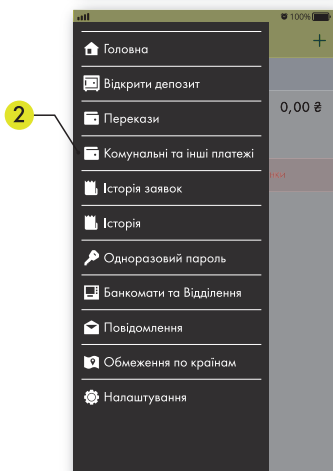 100%
Головна
+
Відкрити депозит
0,00 ₴
Перекази
2
Комунальні та інші платежі
Історія заявок
Історія
Одноразовий пароль
Банкомати та Відділення
Повідомлення
Обмеження по країнам
Налаштування